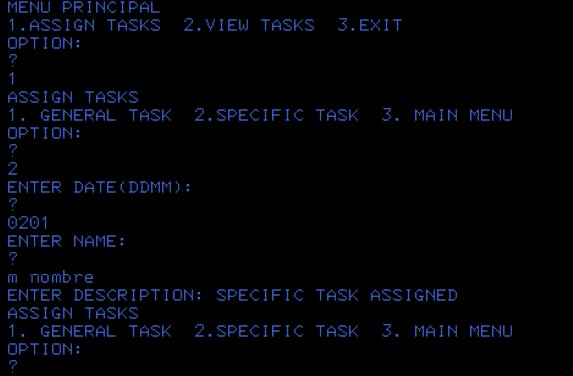 MENU PRINCIPAL
1.ASSIGN TASKS  2.VIEW TASKS  3.EXIT
OPTION:
?
1
ASSIGN TASKS
1. GENERAL TASK  2.SPECIFIC TASK  3. MAIN MENU
OPTION:
?
2
ENTER DATE(DDMM):
?
0201
ENTER NAME:
?
m nombre
ENTER DESCRIPTION: SPECIFIC TASK ASSIGNED
ASSIGN TASKS
1. GENERAL TASK  2.SPECIFIC TASK  3. MAIN MENU
OPTION:
?